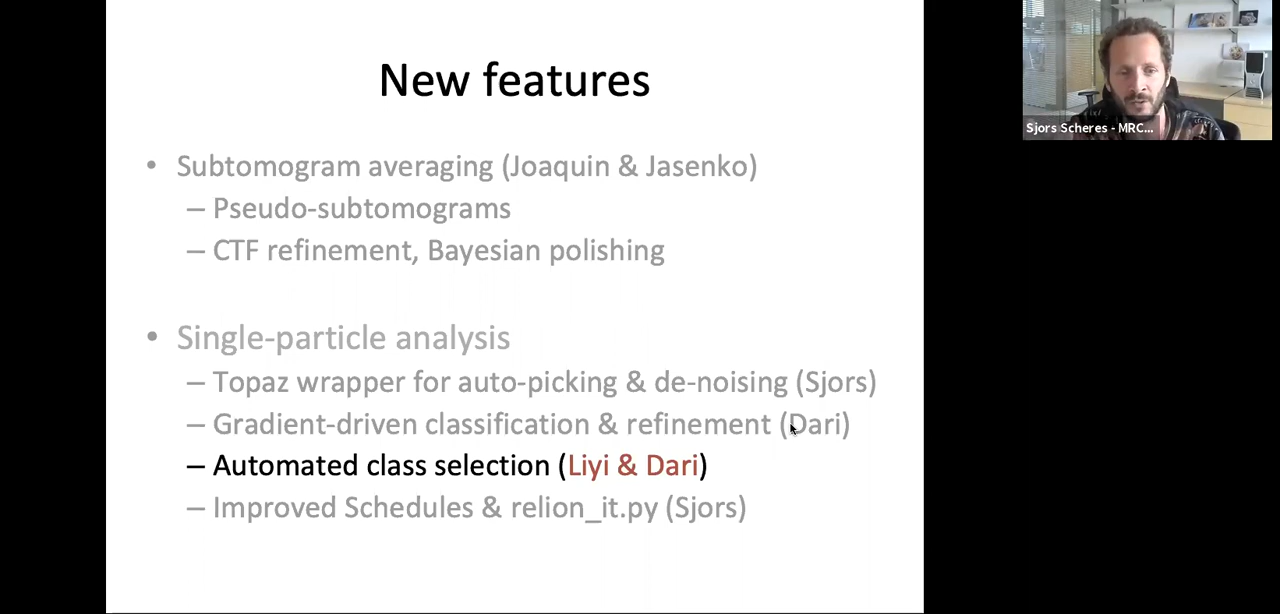 New features
• Subtomogram averaging (Joaquin & Jasenko)
– Pseudo-subtomograms
– CTF refinement, Bayesian polishing
• Single-particle analysis
– Topaz wrapper for auto-picking & de-noising (Sjors)
– Gradient-driven classification & refinement (Dari)
– Automated class selection (Liyi & Dari)
– Improved Schedules & relion_it.py (Sjors)
Sjors Scheres - MRC...